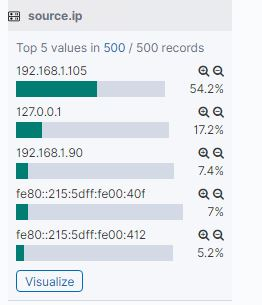 source.ip
Top 5 values in 500 / 500 records
192.168.1.105
54.2%
127.0.0.1
17.2%
192.168.1.90
7.4%
fe80::215:5dff:fe00:40f
7%
fe80::215:5dff:fe00:412
5.2%
Visualize